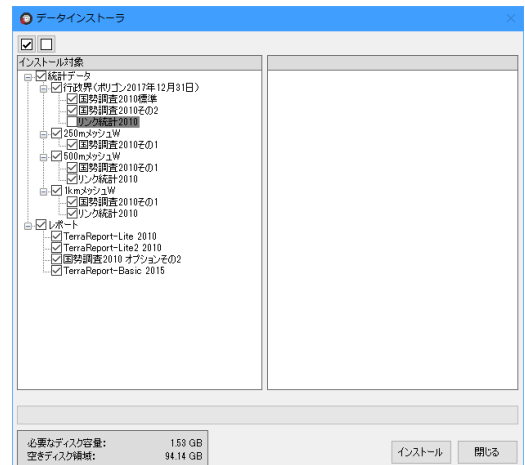 データインストーラ
インストール対象
統計データ
行政界(ポリゴン2017年12月31日)
国勢調査2010標準
国勢調査2010その2
リンク統計2010
250mメッシュW
国勢調査2010その1
500mメッシュW
国勢調査2010その1
リンク統計2010
1kmメッシュW
国勢調査2010その1
リンク統計2010
レポート
TerraReport-Lite 2010
TerraReport-Lite2 2010
国勢調査2010 オプションその2
TerraReport-Basic 2015
必要なディスク容量: 1.53 GB
空きディスク領域: 94.14 GB
インストール 閉じる